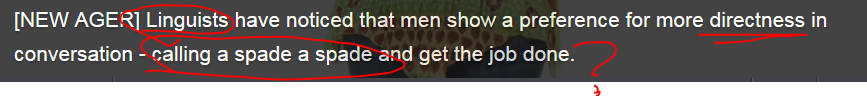 [NEW AGER] Linguists have noticed that men show a preference for more directness in
conversation - calling a spade a spade and get the job done.
?